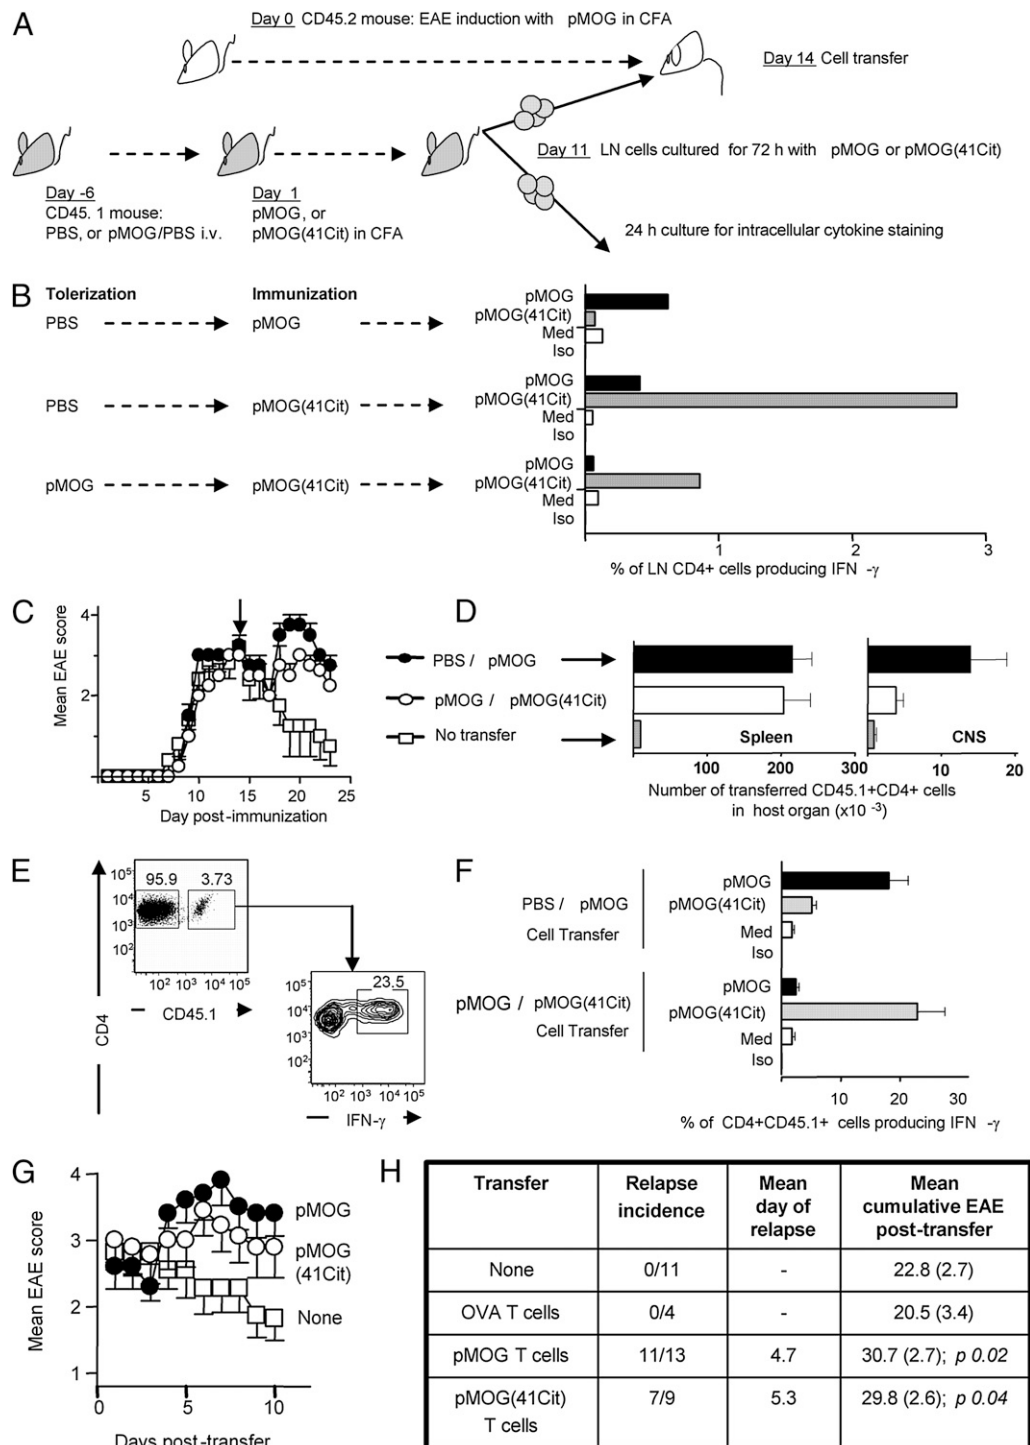 A
Day 0 CD45.2 mouse: EAE induction with pMOG in CFA
Day 14 Cell transfer
Day 11 LN cells cultured for 72 h with pMOG or pMOG(41Cit)
Day -6
CD45. 1 mouse:
PBS, or pMOG/PBS i.v.
Day 1
pMOG, or
pMOG(41Cit) in CFA
24 h culture for intracellular cytokine staining
B
Tolerization Immunization
PBS pMOG
pMOG
pMOG(41Cit)
Med
Iso
PBS pMOG(41Cit)
pMOG
pMOG(41Cit)
Med
Iso
pMOG pMOG(41Cit)
pMOG
pMOG(41Cit)
Med
Iso
1 2 3
% of LN CD4+ cells producing IFN -γ
C
Mean EAE score
4
2
5 10 15 20 25
Day post-immunization
PBS / pMOG
pMOG / pMOG(41Cit)
No transfer
D
Spleen
CNS
100 200 300
10 20
Number of transferred CD45.1+CD4+ cells
in host organ (x10 -3)
E
CD4
95.9 3.73
10⁵
10⁴
10³
10²
10² 10³ 10⁴ 10⁵
CD45.1
23.5
10⁵
10⁴
10³
10²
10² 10³ 10⁴ 10⁵
IFN-γ
F
PBS / pMOG
Cell Transfer
pMOG
pMOG(41Cit)
Med
Iso
pMOG / pMOG(41Cit)
Cell Transfer
pMOG
pMOG(41Cit)
Med
Iso
10 20 30
% of CD4+CD45.1+ cells producing IFN -γ
G
Mean EAE score
4
3
2
1
0 5 10
Days post-transfer
pMOG
pMOG
(41Cit)
None
H
Transfer Relapse incidence Mean day of relapse Mean cumulative EAE post-transfer
None 0/11 - 22.8 (2.7)
OVA T cells 0/4 - 20.5 (3.4)
pMOG T cells 11/13 4.7 30.7 (2.7); p 0.02
pMOG(41Cit) T cells 7/9 5.3 29.8 (2.6); p 0.04